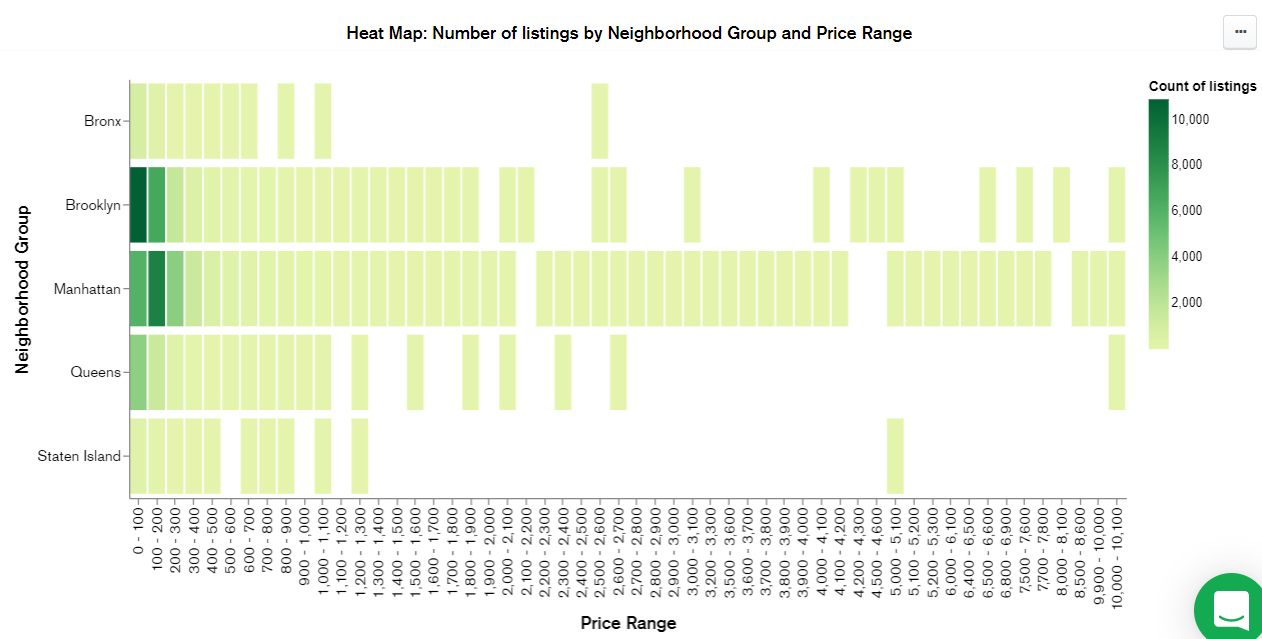 Heat Map: Number of listings by Neighborhood Group and Price Range
...
Count of listings
10,000
8,000
6,000
4,000
2,000
Neighborhood Group
Bronx
Brooklyn
Manhattan
Queens
Staten Island
0 - 100
100 - 200
200 - 300
300 - 400
400 - 500
500 - 600
600 - 700
700 - 800
800 - 900
900 - 1,000
1,000 - 1,100
1,100 - 1,200
1,200 - 1,300
1,300 - 1,400
1,400 - 1,500
1,500 - 1,600
1,600 - 1,700
1,700 - 1,800
1,800 - 1,900
1,900 - 2,000
2,000 - 2,100
2,100 - 2,200
2,200 - 2,300
2,300 - 2,400
2,400 - 2,500
2,500 - 2,600
2,600 - 2,700
2,700 - 2,800
2,800 - 2,900
2,900 - 3,000
3,000 - 3,100
3,200 - 3,300
3,500 - 3,600
3,600 - 3,700
3,700 - 3,800
3,800 - 3,900
3,900 - 4,000
4,000 - 4,100
4,100 - 4,200
4,200 - 4,300
4,500 - 4,600
5,000 - 5,100
5,100 - 5,200
5,200 - 5,300
6,000 - 6,100
6,400 - 6,500
6,500 - 6,600
6,800 - 6,900
7,500 - 7,600
7,700 - 7,800
8,000 - 8,100
8,500 - 8,600
9,900 - 10,000
10,000 - 10,100
Price Range